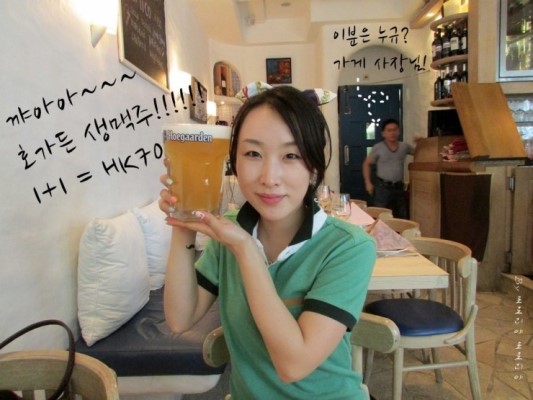 꺄아아~~~~
호가든 생맥주!!!!!!
1+1 = HK70
이분은 누규?
가게 사장님!
Hoegaarden